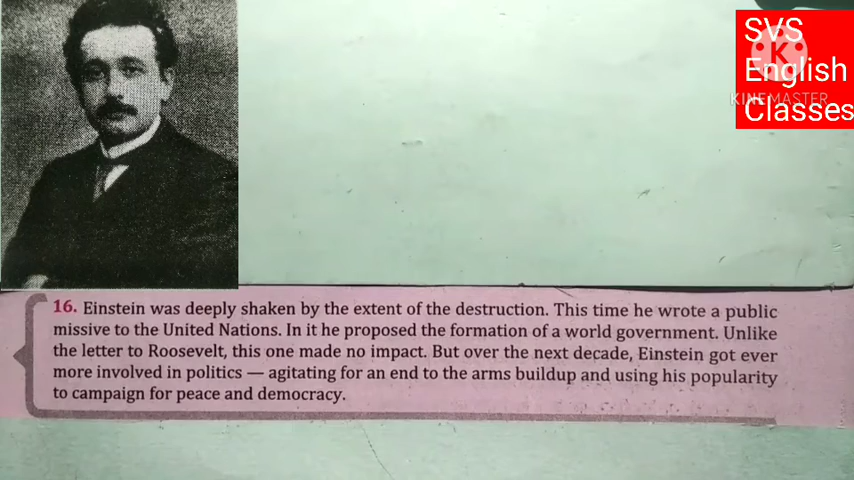 SVS
English
Classes
K
KINEMASTER
16. Einstein was deeply shaken by the extent of the destruction. This time he wrote a public
missive to the United Nations. In it he proposed the formation of a world government. Unlike
the letter to Roosevelt, this one made no impact. But over the next decade, Einstein got ever
more involved in politics — agitating for an end to the arms buildup and using his popularity
to campaign for peace and democracy.